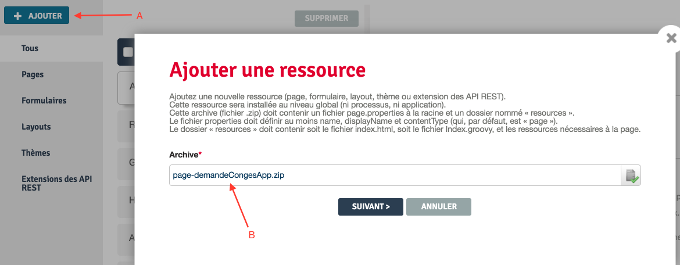 + AJOUTER
A
SUPPRIMER
Tous
Pages
Formulaires
Layouts
Thèmes
Extensions des API
REST
Ajouter une ressource
Ajoutez une nouvelle ressource (page, formulaire, layout, thème ou extension des API REST).
Cette ressource sera installée au niveau global (ni processus, ni application).
Cette archive (fichier .zip) doit contenir un fichier page.properties à la racine et un dossier nommé « resources ».
Le fichier properties doit définir au moins name, displayName et contentType (qui, par défaut, est « page »).
Le dossier « resources » doit contenir soit le fichier index.html, soit le fichier Index.groovy, et les ressources nécessaires à la page.
Archive*
page-demandeCongesApp.zip
SUIVANT >
ANNULER
B